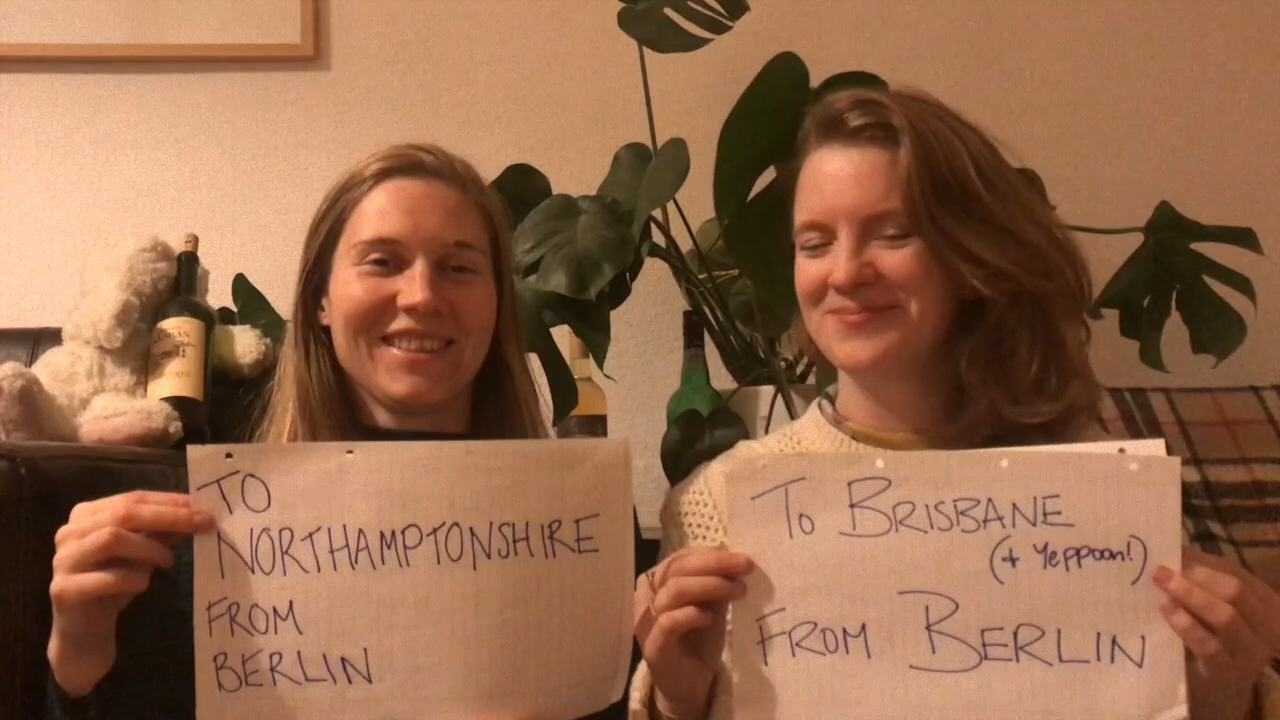 TO
NORTHAMPTONSHIRE
FROM
BERLIN
To BRISBANE
(+ Yeppoon!)
FROM BERLIN